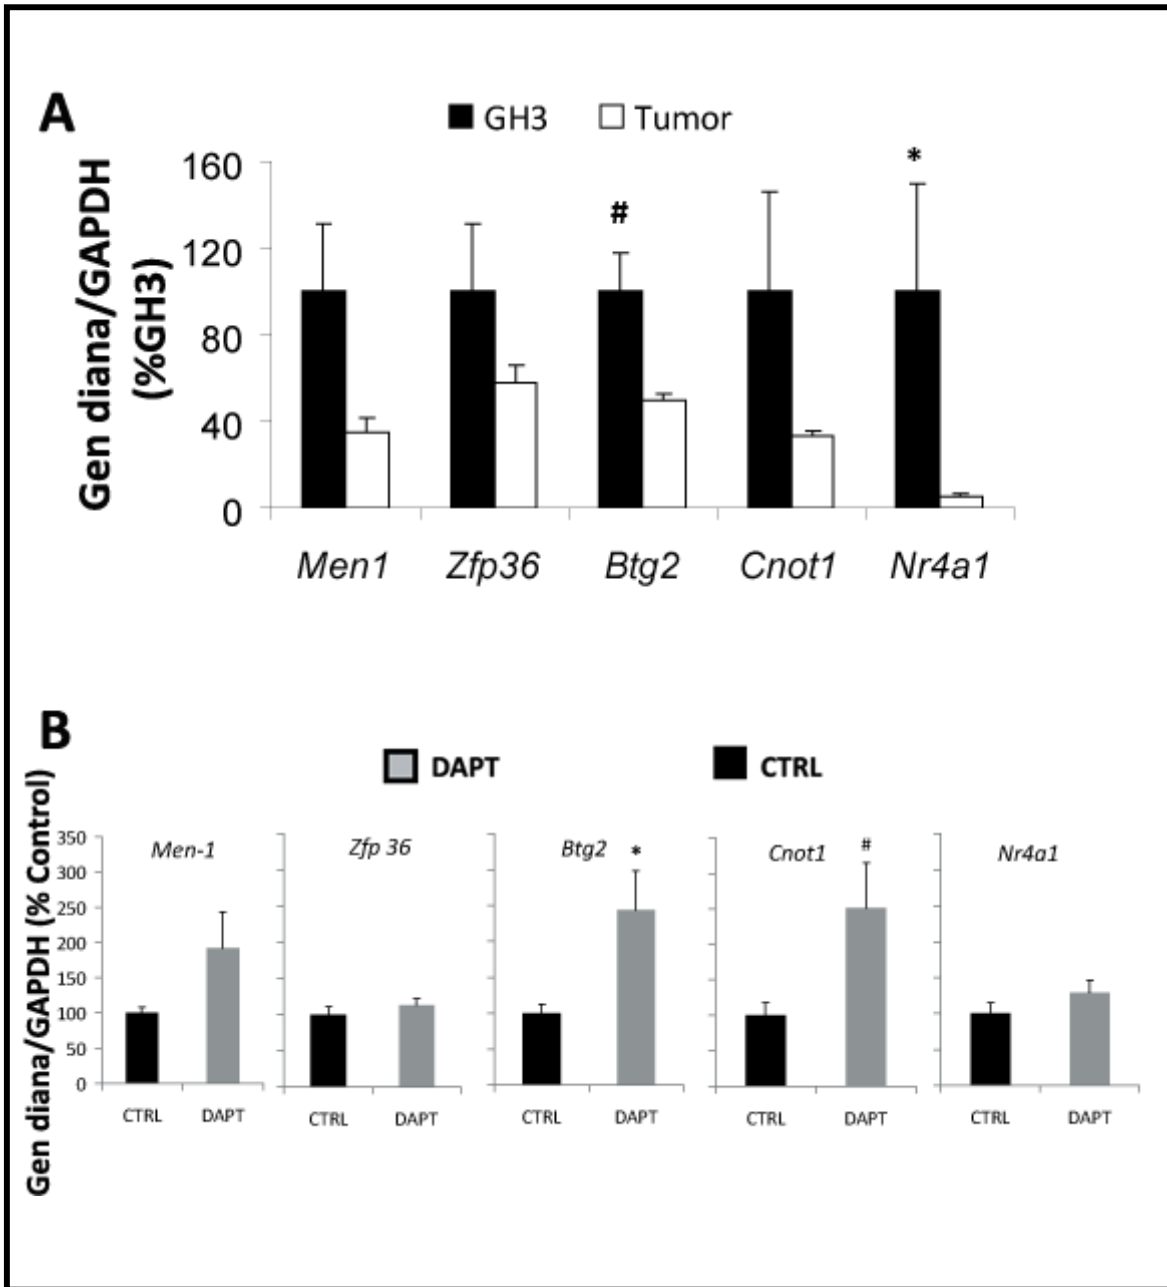 A
GH3 Tumor
Gen diana/GAPDH
(%GH3)
160
120
80
40
0
#
*
Men1 Zfp36 Btg2 Cnot1 Nr4a1
B
DAPT CTRL
Gen diana/GAPDH (% Control)
350
300
250
200
150
100
50
0
Men-1
CTRL DAPT
Zfp 36
CTRL DAPT
Btg2 *
CTRL DAPT
Cnot1 #
CTRL DAPT
Nr4a1
CTRL DAPT